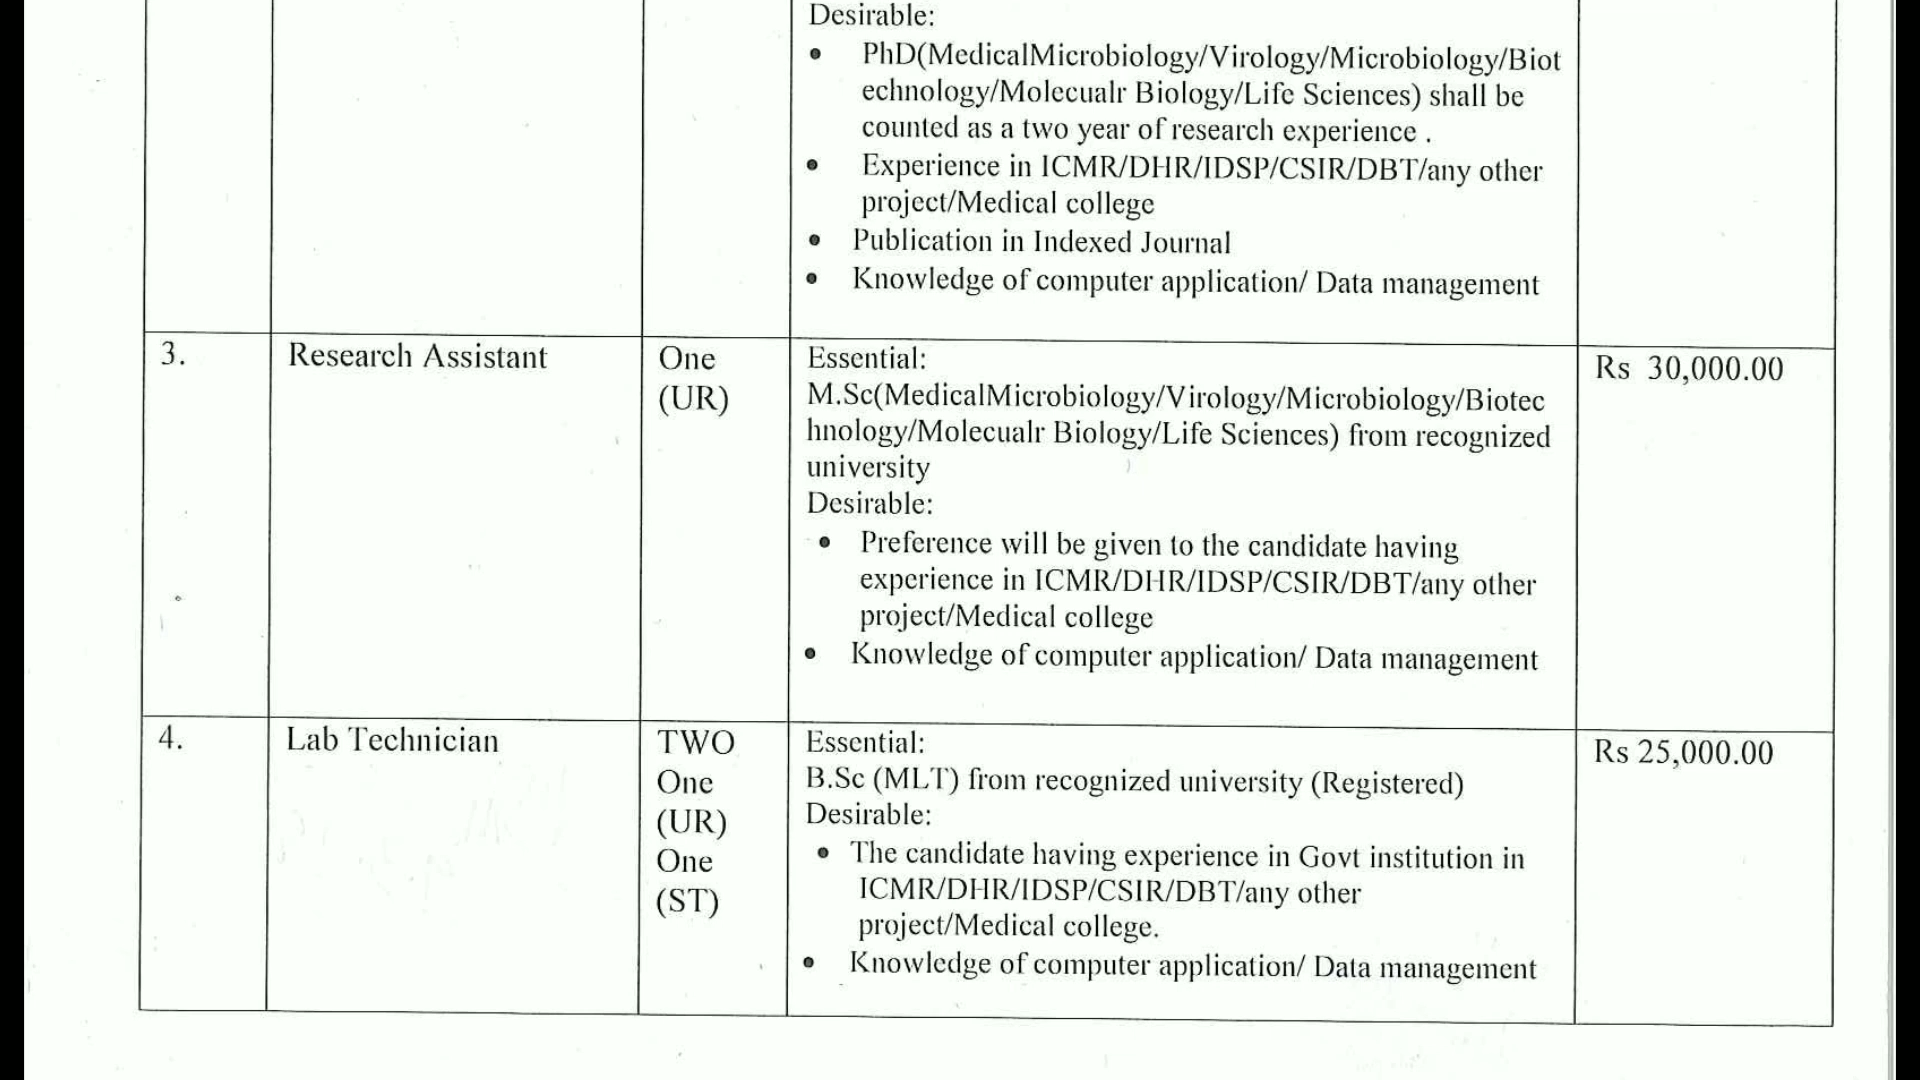 Desirable:
• PhD(MedicalMicrobiology/Virology/Microbiology/Biot
echnology/Molecualr Biology/Life Sciences) shall be
counted as a two year of research experience .
• Experience in ICMR/DHR/IDSP/CSIR/DBT/any other
project/Medical college
• Publication in Indexed Journal
• Knowledge of computer application/ Data management
3.
Research Assistant
One
(UR)
Essential:
M.Sc(MedicalMicrobiology/Virology/Microbiology/Biotec
hnology/Molecualr Biology/Life Sciences) from recognized
university
Desirable:
• Preference will be given to the candidate having
experience in ICMR/DHR/IDSP/CSIR/DBT/any other
project/Medical college
• Knowledge of computer application/ Data management
Rs 30,000.00
4.
Lab Technician
TWO
One
(UR)
One
(ST)
Essential:
B.Sc (MLT) from recognized university (Registered)
Desirable:
• The candidate having experience in Govt institution in
ICMR/DHR/IDSP/CSIR/DBT/any other
project/Medical college.
• Knowledge of computer application/ Data management
Rs 25,000.00